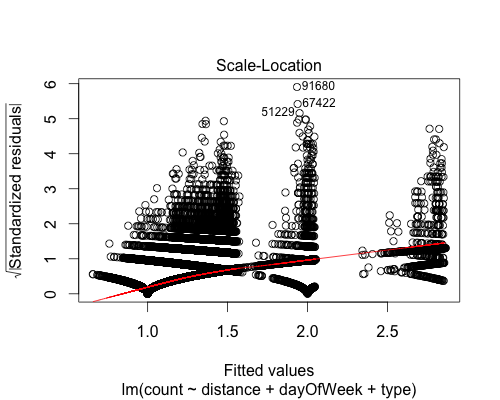 Scale-Location
√|Standardized residuals|
6
5
4
3
2
1
0
91680
67422
51229
1.0 1.5 2.0 2.5
Fitted values
lm(count ~ distance + dayOfWeek + type)